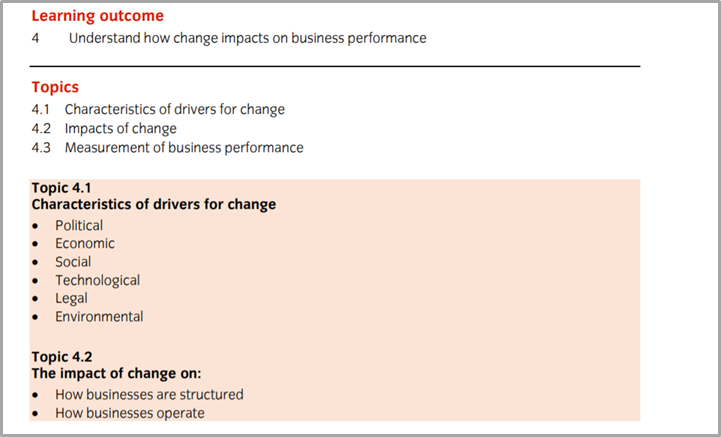 Learning outcome
4 Understand how change impacts on business performance
Topics
4.1 Characteristics of drivers for change
4.2 Impacts of change
4.3 Measurement of business performance
Topic 4.1
Characteristics of drivers for change
• Political
• Economic
• Social
• Technological
• Legal
• Environmental
Topic 4.2
The impact of change on:
• How businesses are structured
• How businesses operate